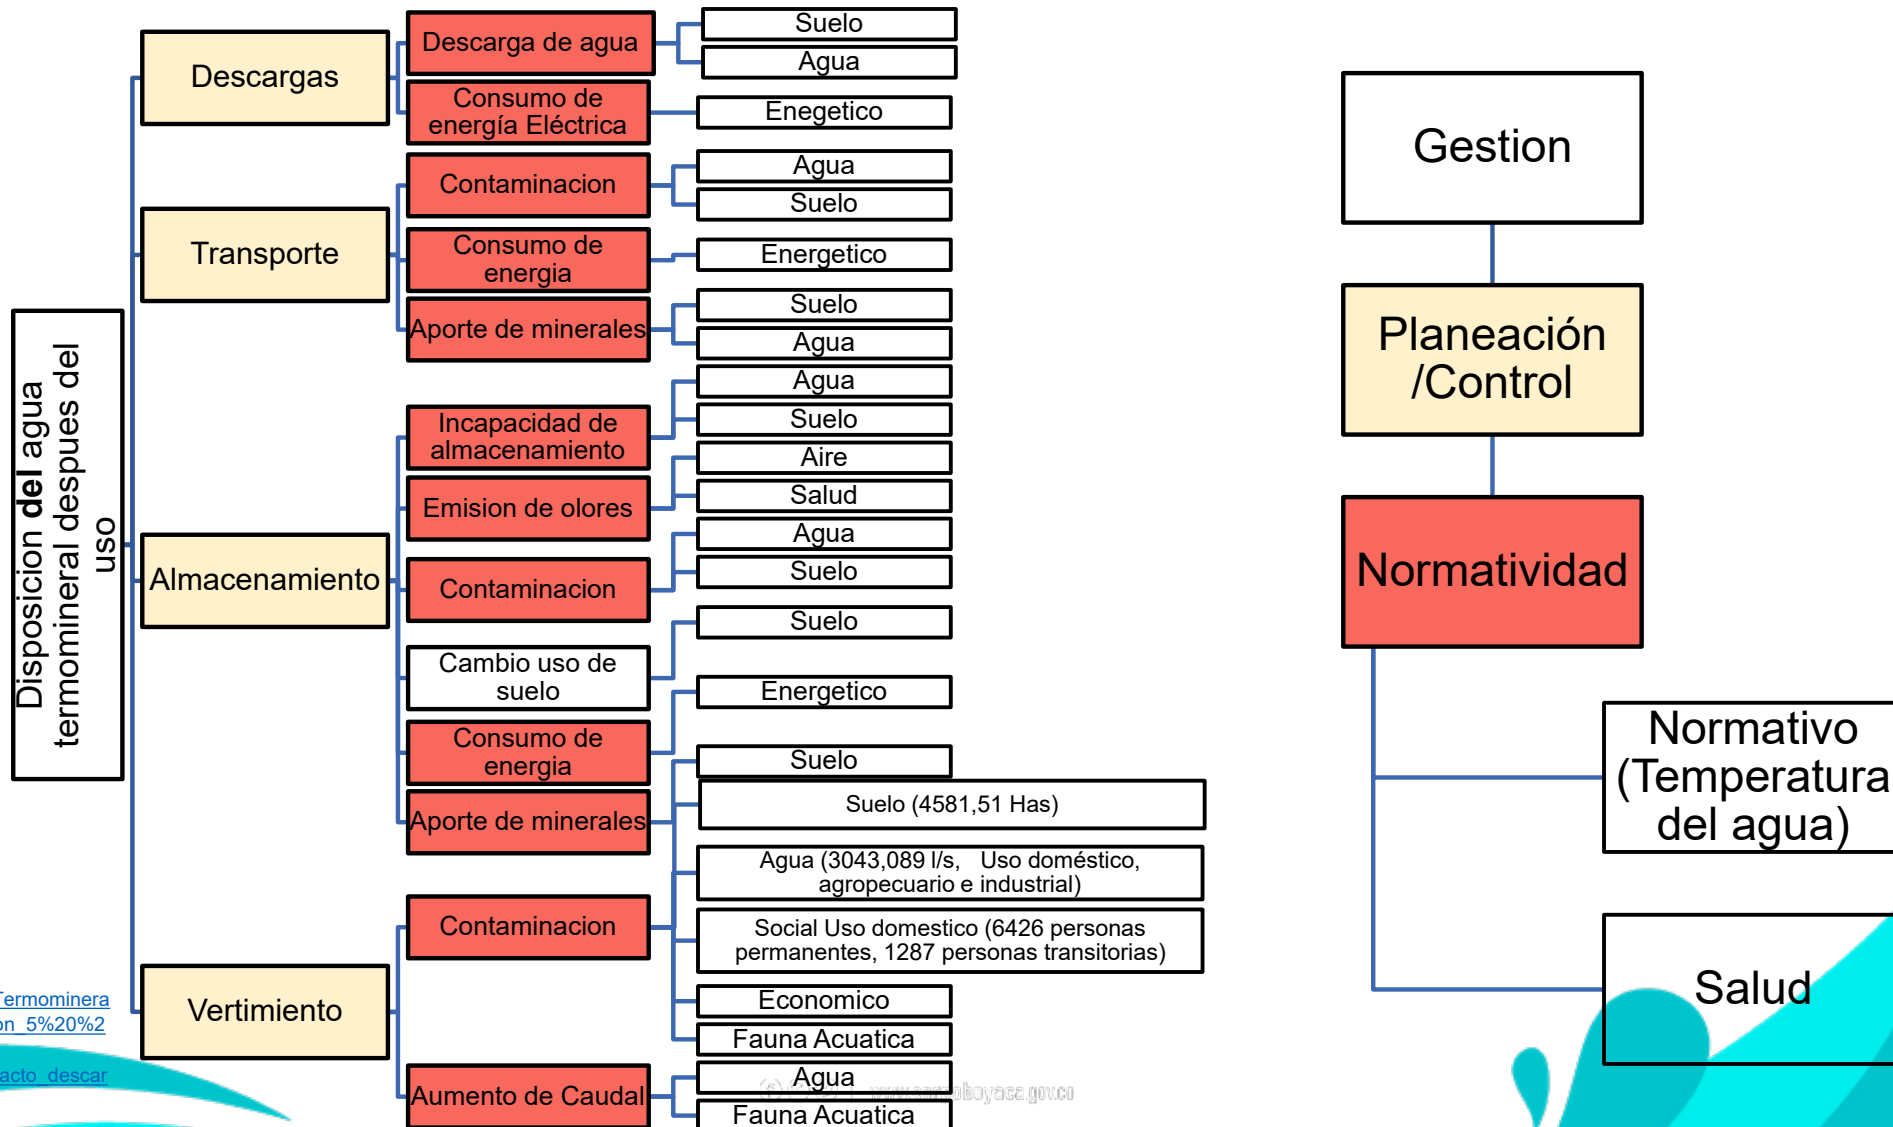 Disposicion del agua
termomineral despues del
uso
Descargas
Descarga de agua
Suelo
Agua
Consumo de
energía Eléctrica
Enegetico
Transporte
Contaminacion
Agua
Suelo
Consumo de
energia
Energetico
Aporte de minerales
Suelo
Agua
Almacenamiento
Incapacidad de
almacenamiento
Agua
Suelo
Emision de olores
Aire
Salud
Contaminacion
Agua
Suelo
Cambio uso de
suelo
Suelo
Consumo de
energia
Energetico
Aporte de minerales
Suelo
Vertimiento
Contaminacion
Suelo (4581,51 Has)
Agua (3043,089 l/s, Uso doméstico,
agropecuario e industrial)
Social Uso domestico (6426 personas
permanentes, 1287 personas transitorias)
Economico
Fauna Acuatica
Aumento de Caudal
Agua
Fauna Acuatica
Gestion
Planeación
/Control
Normatividad
Normativo
(Temperatura
del agua)
Salud
Termominera
on_5%20%2
acto_descar